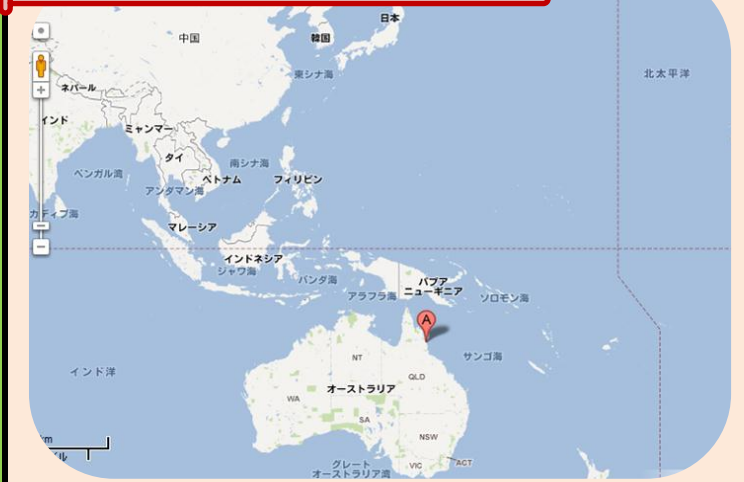 日本
中国
韓国
東シナ海
北太平洋
ネパール
インド
ミャンマー
タイ
南シナ海
ベンガル湾
ベトナム
フィリピン
アンダマン海
カディブ海
マレーシア
インドネシア
ジャワ海
バンダ海
パプア
ニューギニア
アラフラ海
ソロモン海
A
サンゴ海
NT
インド洋
QLD
オーストラリア
WA
SA
NSW
グレート
オーストラリア湾
VIC
ACT